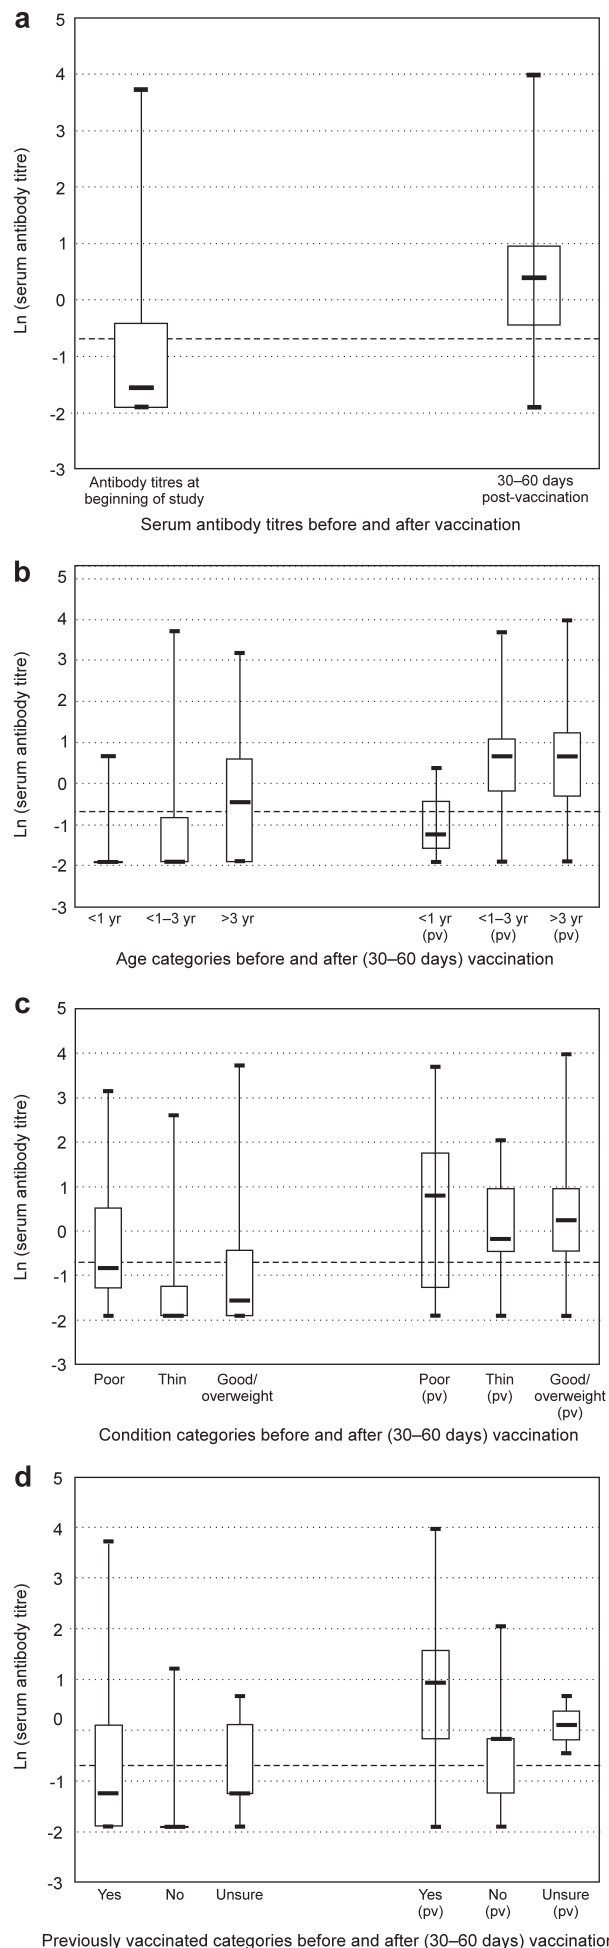 a
5
4
3
2
1
0
-1
-2
-3
Ln (serum antibody titre)
Antibody titres at
beginning of study
30–60 days
post-vaccination
Serum antibody titres before and after vaccination
b
5
4
3
2
1
0
-1
-2
-3
Ln (serum antibody titre)
<1 yr
<1–3 yr
>3 yr
<1 yr
(pv)
<1–3 yr
(pv)
>3 yr
(pv)
Age categories before and after (30–60 days) vaccination
c
5
4
3
2
1
0
-1
-2
-3
Ln (serum antibody titre)
Poor
Thin
Good/
overweight
Poor
(pv)
Thin
(pv)
Good/
overweight
(pv)
Condition categories before and after (30–60 days) vaccination
d
5
4
3
2
1
0
-1
-2
-3
Ln (serum antibody titre)
Yes
No
Unsure
Yes
(pv)
No
(pv)
Unsure
(pv)
Previously vaccinated categories before and after (30–60 days) vaccination